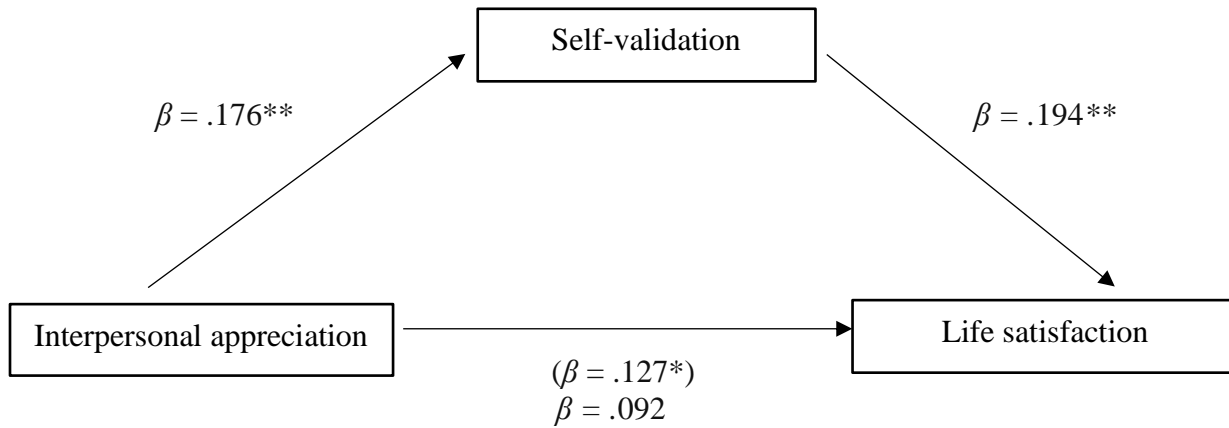 Self-validation
β = .176**
β = .194**
Interpersonal appreciation
Life satisfaction
(β = .127*)
β = .092